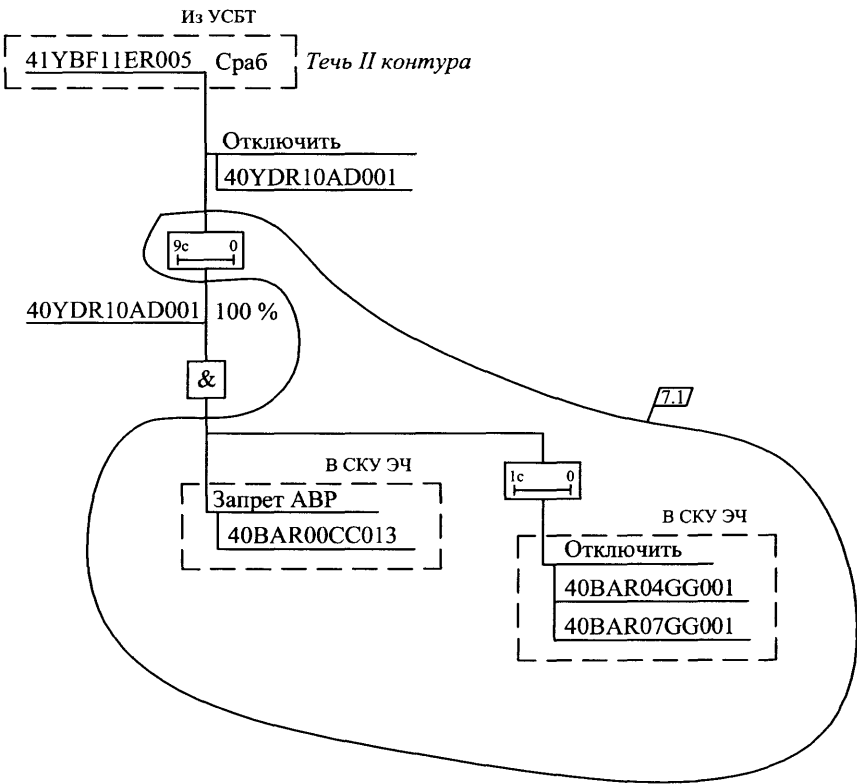 Из УСБТ
41YBF11ER005 Сраб Течь II контура
Отключить
40YDR10AD001
9с 0
40YDR10AD001 100 %
&
7.1
В СКУ ЭЧ
1с 0
Запрет АВР
40BAR00CC013
В СКУ ЭЧ
Отключить
40BAR04GG001
40BAR07GG001